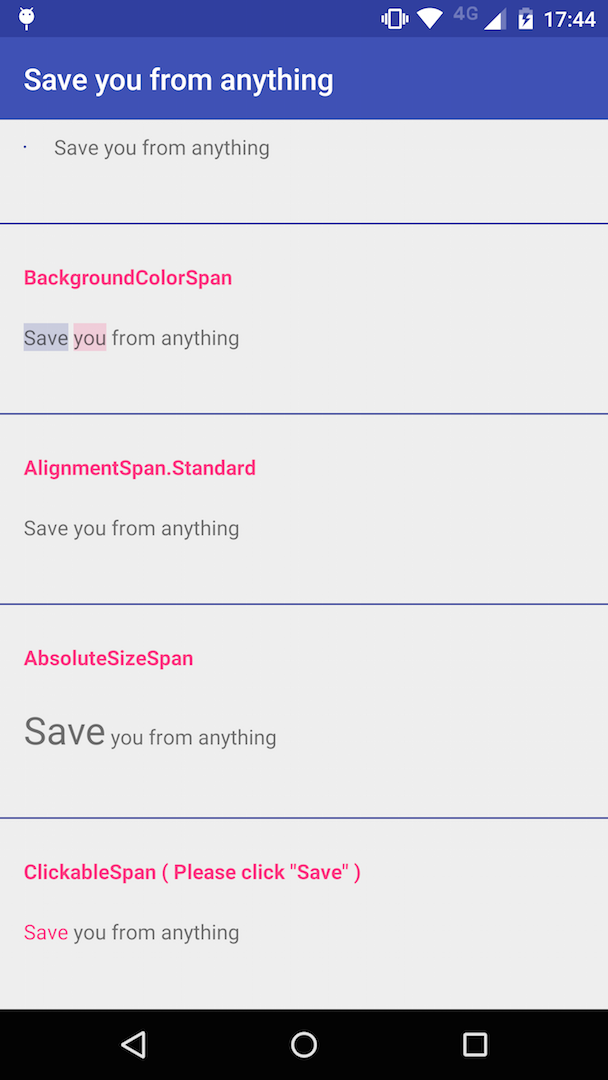 4G 17:44
Save you from anything
· Save you from anything
BackgroundColorSpan
Save you from anything
AlignmentSpan.Standard
Save you from anything
AbsoluteSizeSpan
Save you from anything
ClickableSpan ( Please click "Save" )
Save you from anything